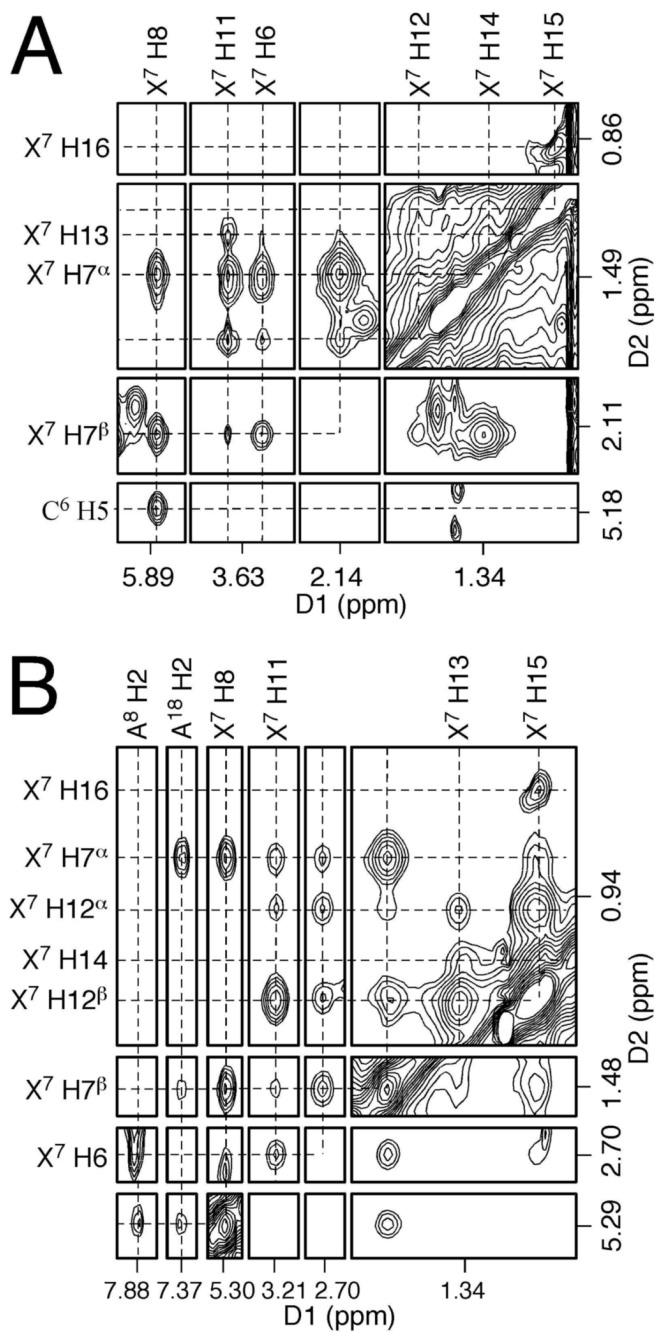 A
X⁷ H8
X⁷ H11
X⁷ H6
X⁷ H12
X⁷ H14
X⁷ H15
X⁷ H16
0.86
X⁷ H13
X⁷ H7α
1.49
D2 (ppm)
X⁷ H7β
2.11
C⁶ H5
5.18
5.89 3.63 2.14 1.34
D1 (ppm)
B
A⁸ H2
A¹⁸ H2
X⁷ H8
X⁷ H11
X⁷ H13
X⁷ H15
X⁷ H16
X⁷ H7α
X⁷ H12α
0.94
X⁷ H14
X⁷ H12β
D2 (ppm)
X⁷ H7β
1.48
X⁷ H6
2.70
5.29
7.88 7.37 5.30 3.21 2.70 1.34
D1 (ppm)